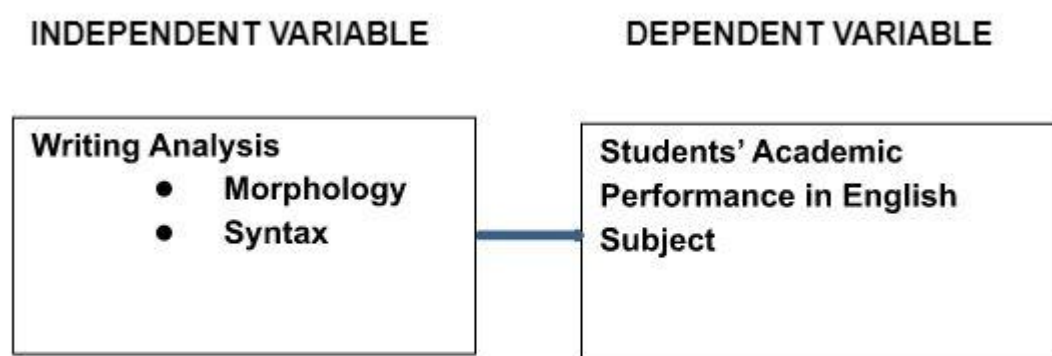 INDEPENDENT VARIABLE
DEPENDENT VARIABLE
Writing Analysis
● Morphology
● Syntax
Students’ Academic
Performance in English
Subject